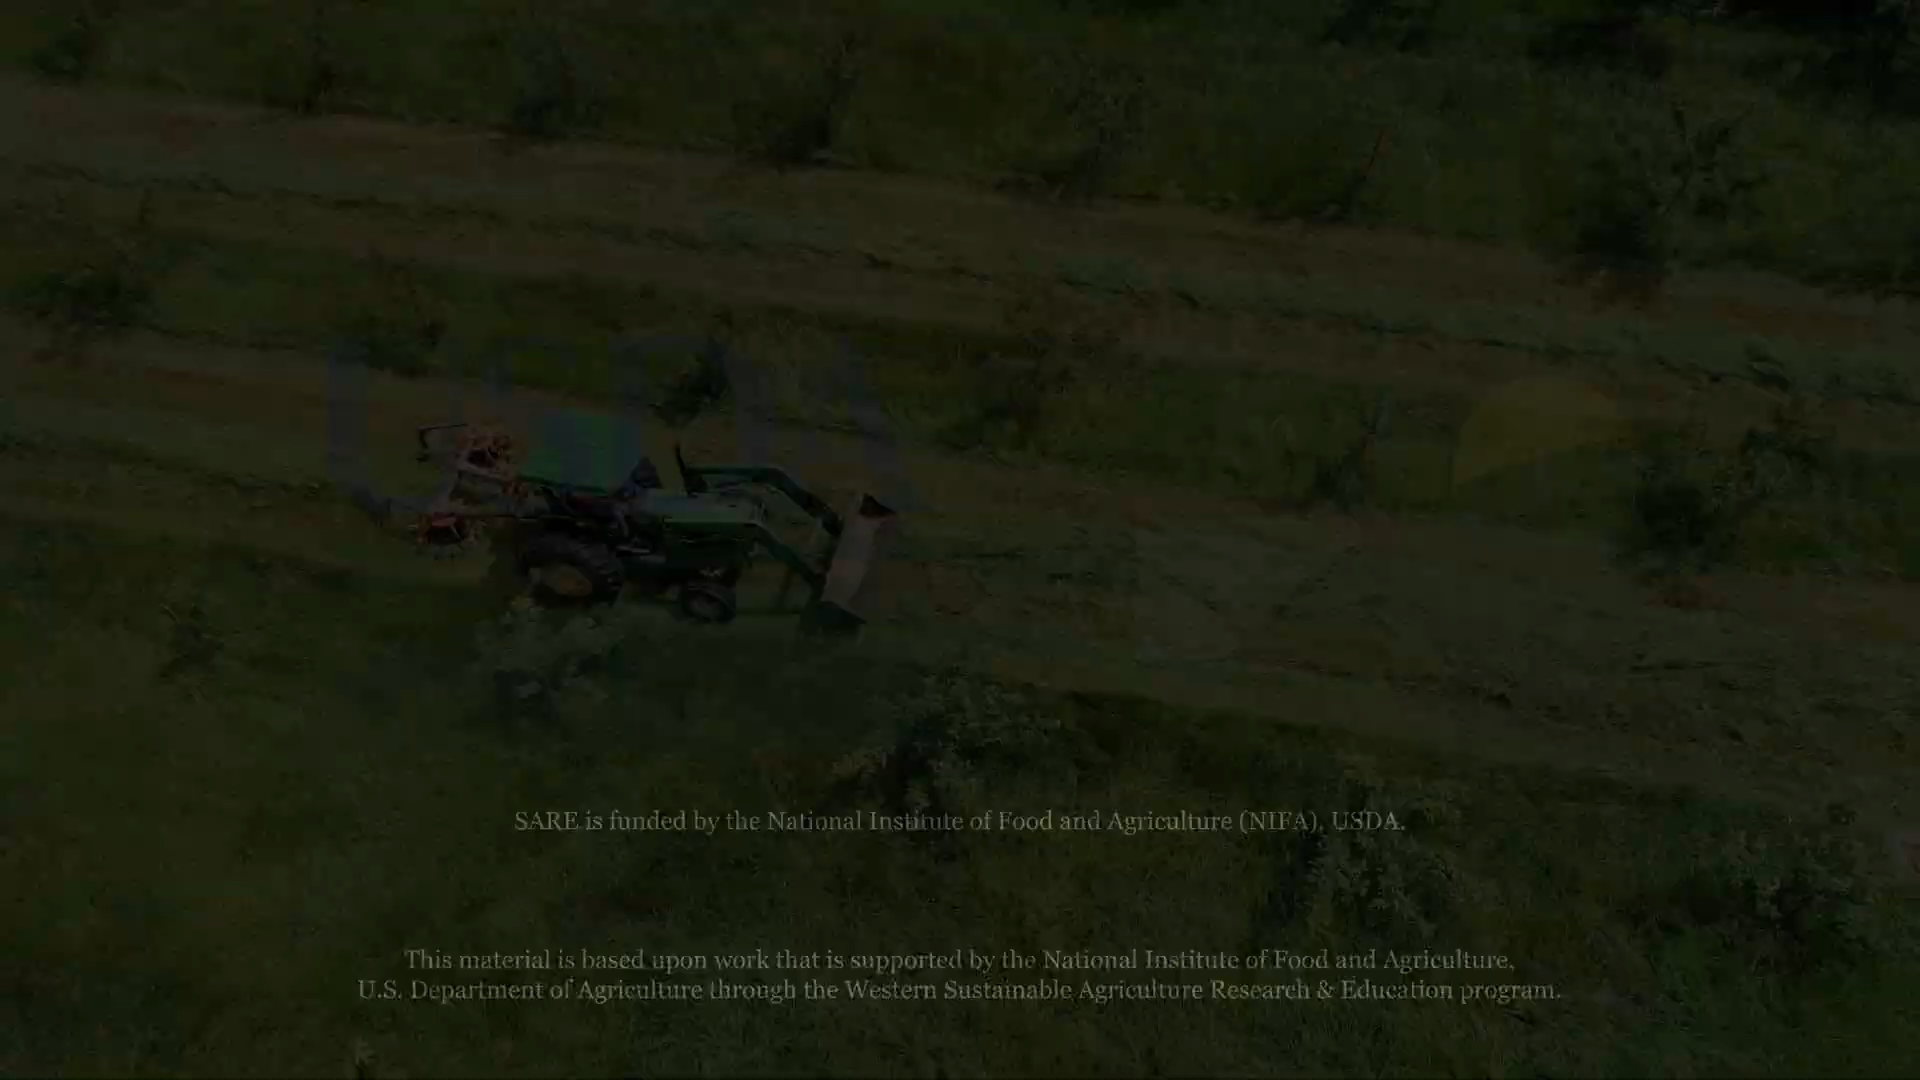 SARE is funded by the National Institute of Food and Agriculture (NIFA), USDA.
This material is based upon work that is supported by the National Institute of Food and Agriculture,
U.S. Department of Agriculture through the Western Sustainable Agriculture Research & Education program.